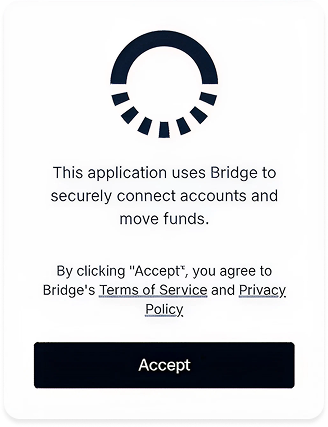 This application uses Bridge to
securely connect accounts and
move funds.
By clicking "Accept", you agree to
Bridge's Terms of Service and Privacy
Policy
Accept